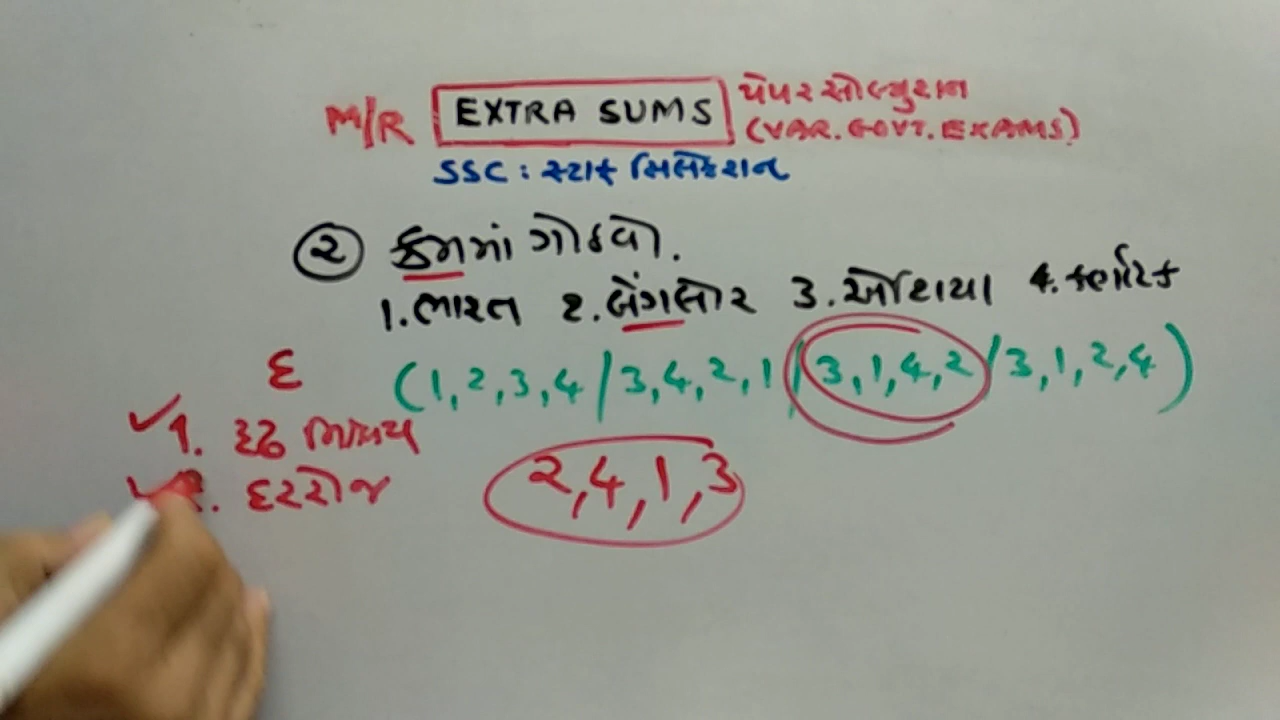 M/R EXTRA SUMS પેપર સોલ્યુશન
(VAR. GOVT. EXAMS)
SSC : સ્ટાફ સિલેકશન
૨ ક્રમમાં ગોઠવો.
1. ભારત 2. બેંગલોર 3. એશિયા 4. કર્ણાટક
(1,2,3,4 / 3,4,2,1 / 3,1,4,2 / 3,1,2,4)
દ
1.
દરરોજ
2,4,1,3